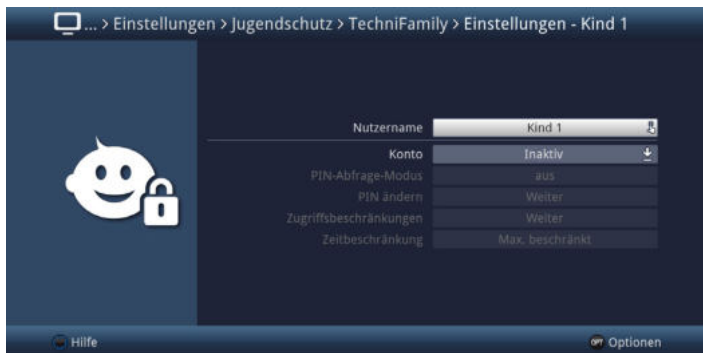 ... > Einstellungen > Jugendschutz > TechniFamily > Einstellungen - Kind 1
Nutzername Kind 1
Konto Inaktiv
PIN-Abfrage-Modus aus
PIN ändern Weiter
Zugriffsbeschränkungen Weiter
Zeitbeschränkung Max. beschränkt
Hilfe OPT Optionen